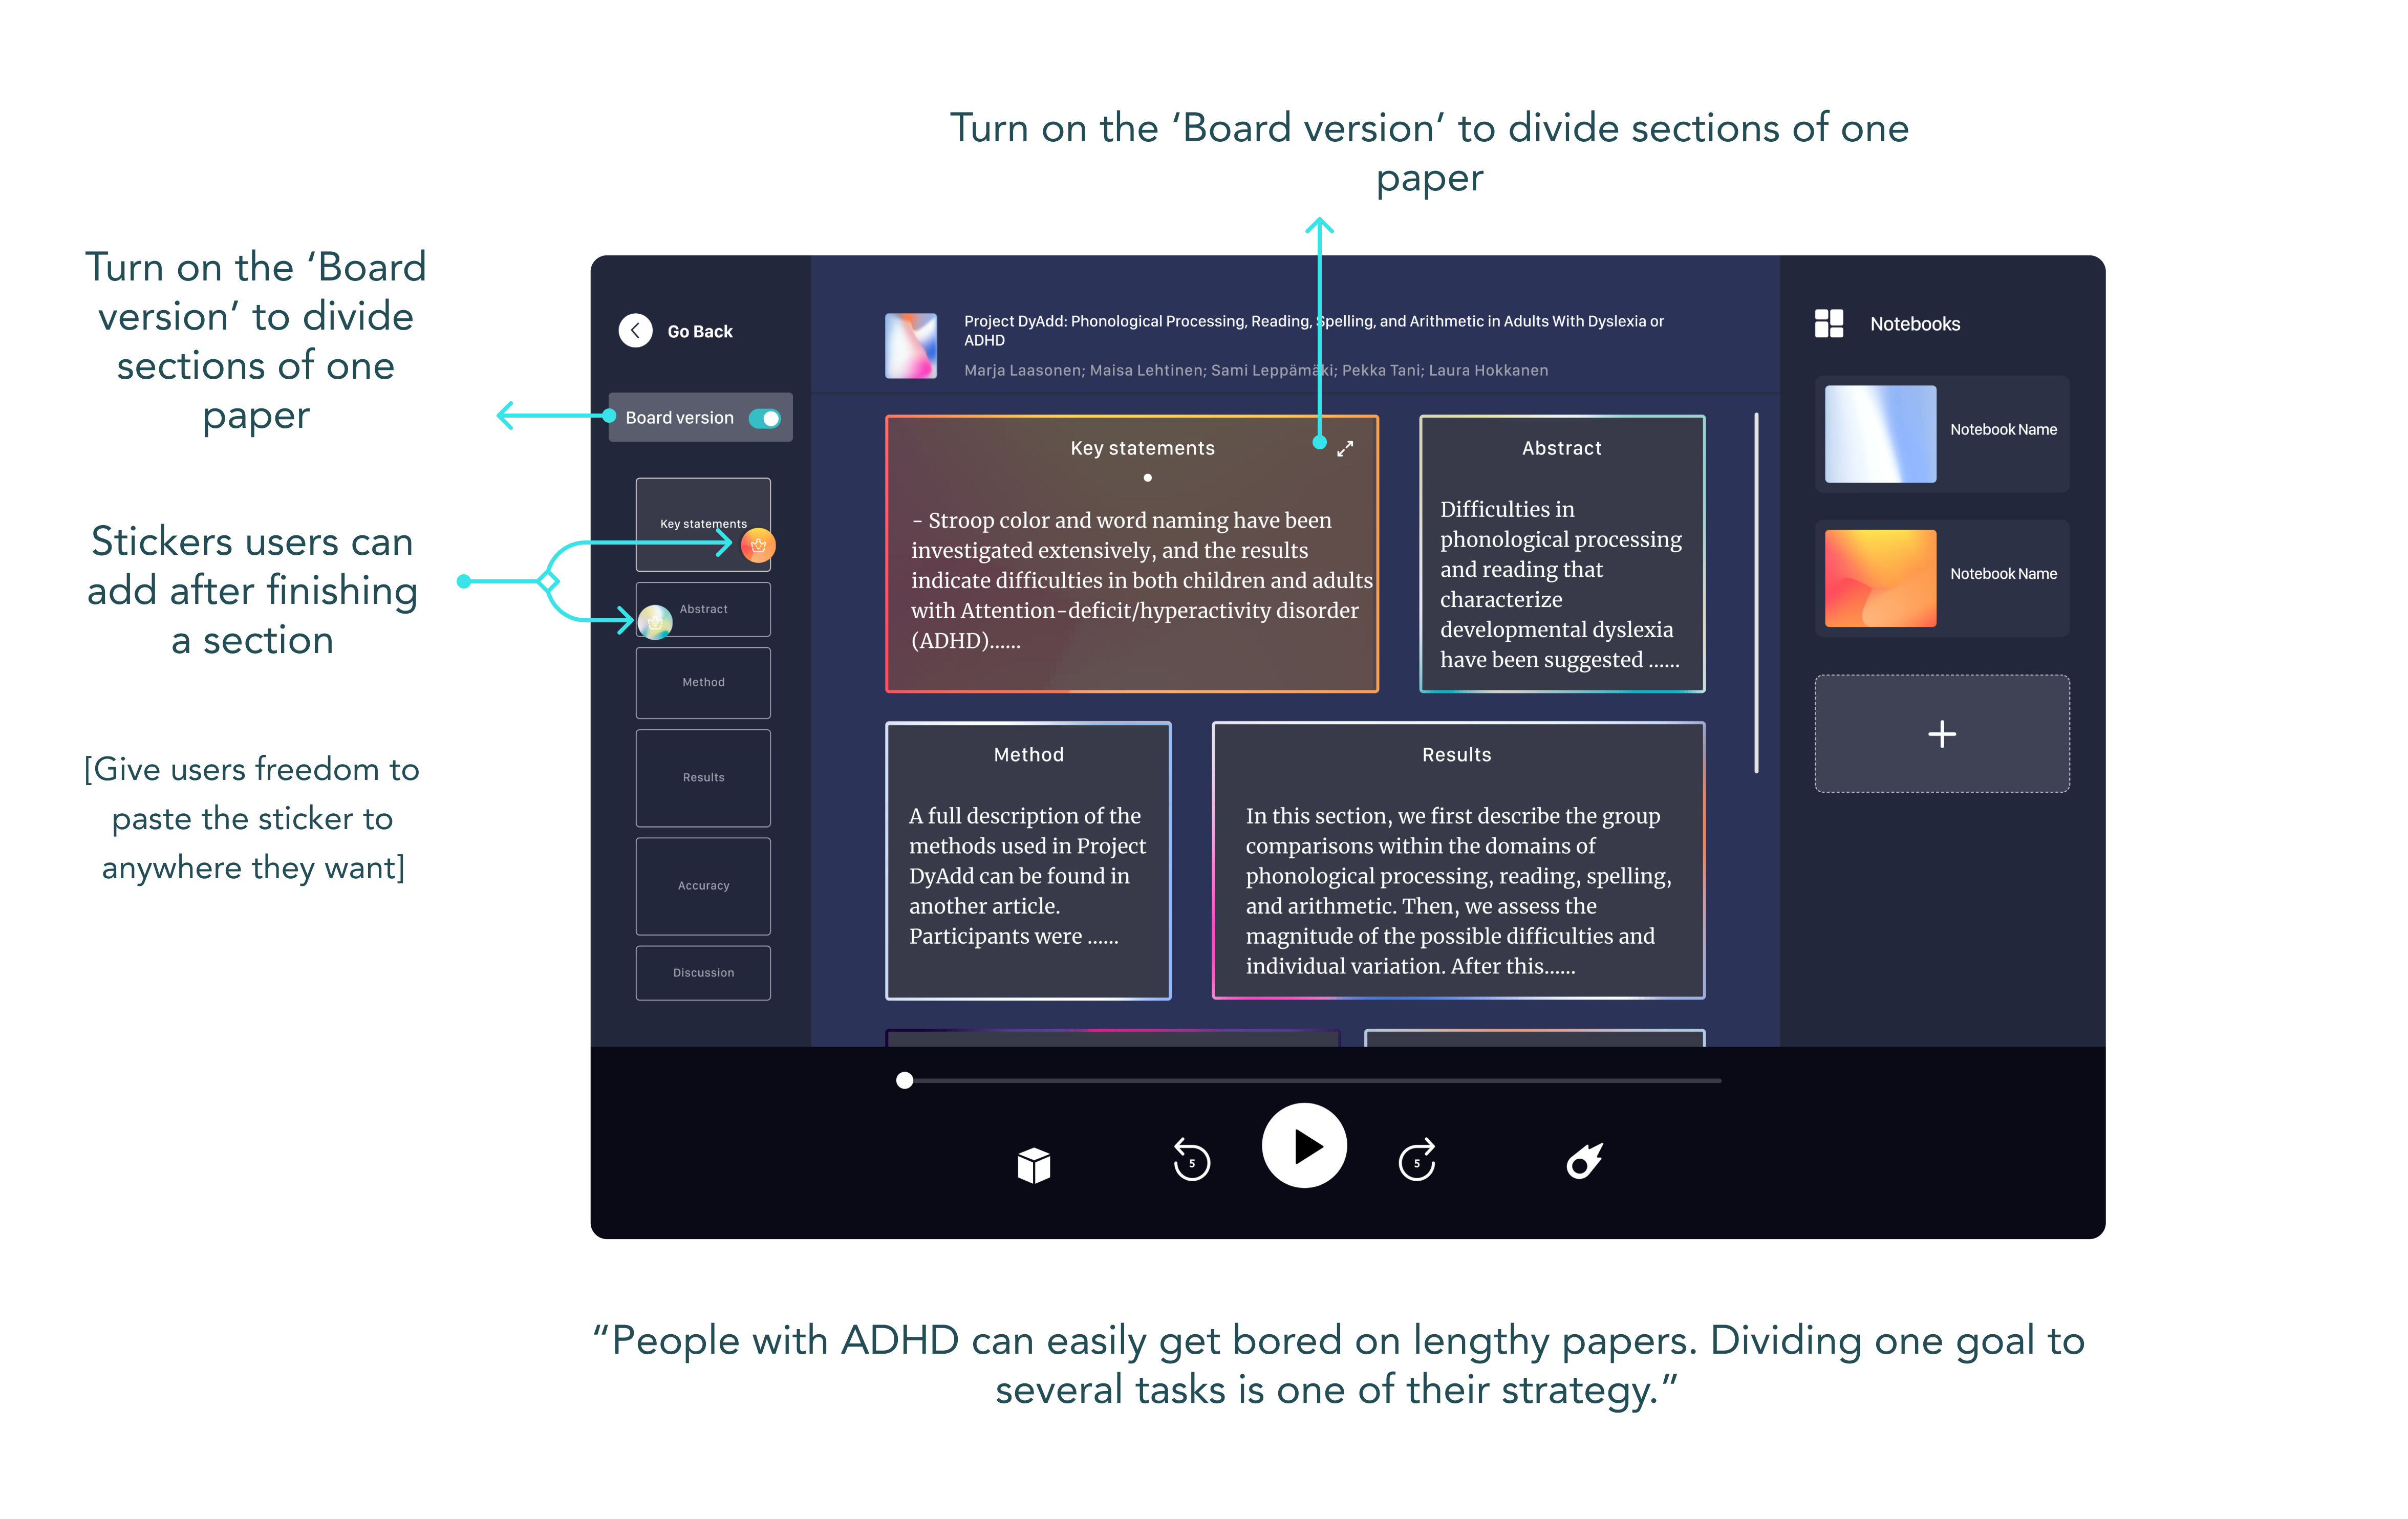 Turn on the ‘Board version’ to divide sections of one
paper
Turn on the ‘Board
version’ to divide
sections of one
paper
Stickers users can
add after finishing
a section
[Give users freedom to
paste the sticker to
anywhere they want]
Go Back
Board version
Key statements
Abstract
Method
Results
Accuracy
Discussion
Project DyAdd: Phonological Processing, Reading, Spelling, and Arithmetic in Adults With Dyslexia or
ADHD
Marja Laasonen; Maisa Lehtinen; Sami Leppämäki; Pekka Tani; Laura Hokkanen
Key statements
- Stroop color and word naming have been
investigated extensively, and the results
indicate difficulties in both children and adults
with Attention-deficit/hyperactivity disorder
(ADHD)......
Abstract
Difficulties in
phonological processing
and reading that
characterize
developmental dyslexia
have been suggested ......
Method
A full description of the
methods used in Project
DyAdd can be found in
another article.
Participants were ......
Results
In this section, we first describe the group
comparisons within the domains of
phonological processing, reading, spelling,
and arithmetic. Then, we assess the
magnitude of the possible difficulties and
individual variation. After this......
Notebooks
Notebook Name
Notebook Name
5
5
“People with ADHD can easily get bored on lengthy papers. Dividing one goal to
several tasks is one of their strategy.”